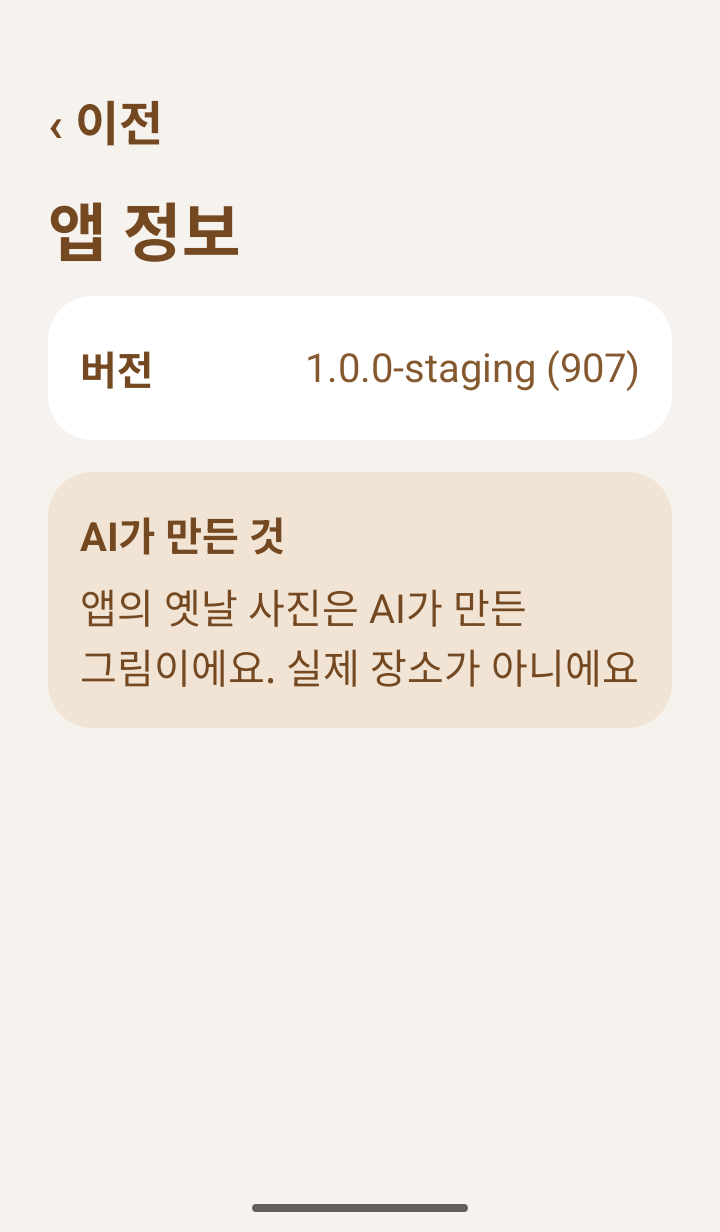 ‹ 이전
앱 정보
버전 1.0.0-staging (907)
AI가 만든 것
앱의 옛날 사진은 AI가 만든
그림이에요. 실제 장소가 아니에요